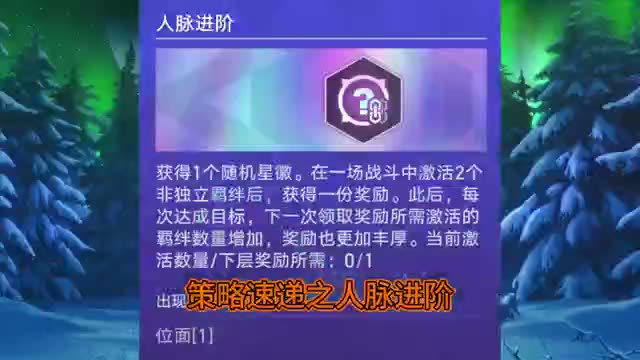 人脉进阶
获得1个随机星徽。在一场战斗中激活2个
非独立羁绊后，获得一份奖励。此后，每
次达成目标，下一次领取奖励所需激活的
羁绊数量增加，奖励也更加丰厚。当前激
活数量/下层奖励所需：0/1
出现
策略速递之人脉进阶
位面[1]